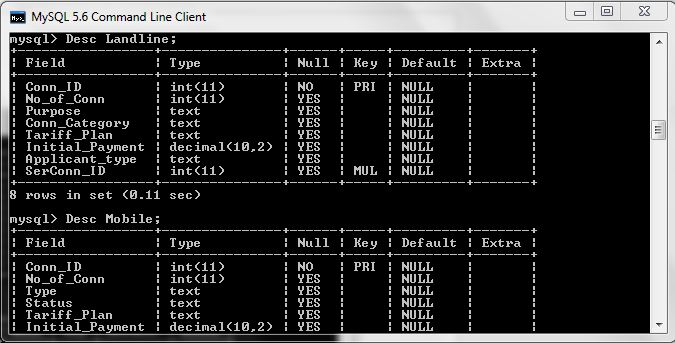 MySQL 5.6 Command Line Client
mysql> Desc Landline;
+-----------------+---------------+------+-----+---------+-------+
| Field           | Type          | Null | Key | Default | Extra |
+-----------------+---------------+------+-----+---------+-------+
| Conn_ID         | int(11)       | NO   | PRI | NULL    |       |
| No_of_Conn      | int(11)       | YES  |     | NULL    |       |
| Purpose         | text          | YES  |     | NULL    |       |
| Conn_Category   | text          | YES  |     | NULL    |       |
| Tariff_Plan     | text          | YES  |     | NULL    |       |
| Initial_Payment | decimal(10,2) | YES  |     | NULL    |       |
| Applicant_type  | text          | YES  |     | NULL    |       |
| SerConn_ID      | int(11)       | YES  | MUL | NULL    |       |
+-----------------+---------------+------+-----+---------+-------+
8 rows in set (0.11 sec)
mysql> Desc Mobile;
+-----------------+---------------+------+-----+---------+-------+
| Field           | Type          | Null | Key | Default | Extra |
+-----------------+---------------+------+-----+---------+-------+
| Conn_ID         | int(11)       | NO   | PRI | NULL    |       |
| No_of_Conn      | int(11)       | YES  |     | NULL    |       |
| Type            | text          | YES  |     | NULL    |       |
| Status          | text          | YES  |     | NULL    |       |
| Tariff_Plan     | text          | YES  |     | NULL    |       |
| Initial_Payment | decimal(10,2) | YES  |     | NULL    |       |